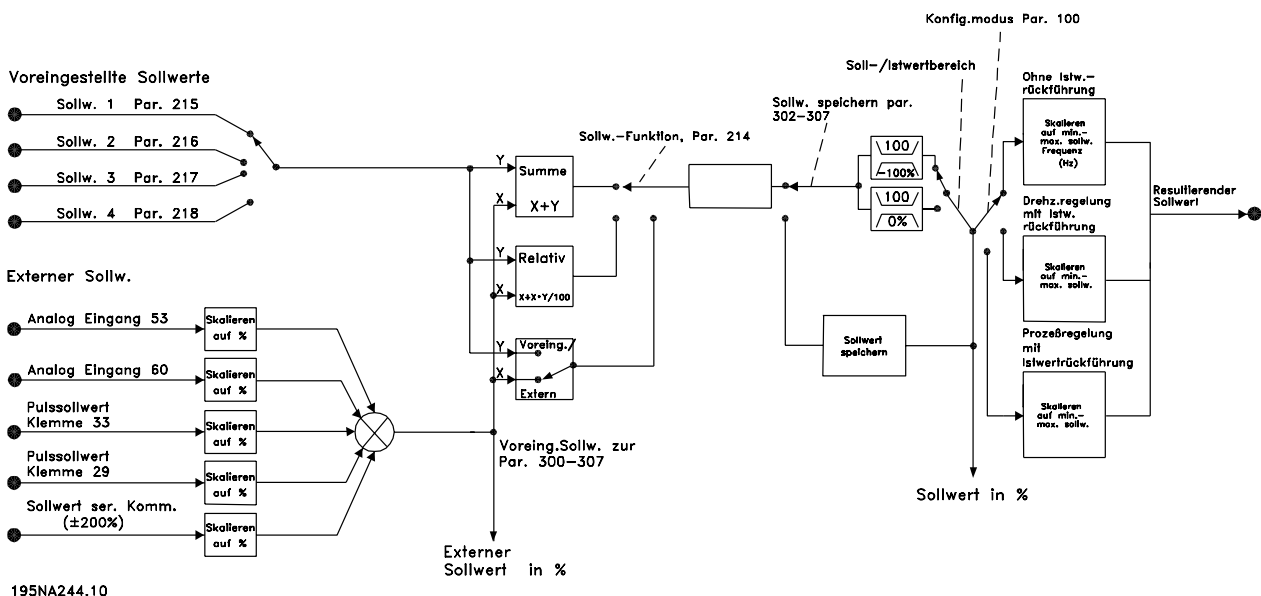 Konfig.modus Par. 100
Soll-/Istwertbereich
Voreingestellte Sollwerte
Sollw. 1 Par. 215
Sollw. 2 Par. 216
Sollw. 3 Par. 217
Sollw. 4 Par. 218
Sollw. speichern par.
302-307
Sollw.-Funktion, Par. 214
Y
Summe
X
X+Y
Y
Relativ
X
X+X·Y/100
Y
Voreing./
X
Extern
100
-100%
100
0%
Ohne Istw.-
rückführung
Skalieren
auf min.-
max. sollw.
Frequenz
(Hz)
Drehz.regelung
mit Istw.
rückführung
Skalieren
auf min.-
max. sollw.
Prozeßregelung
mit
Istwertrückführung
Skalieren
auf min.-
max. sollw.
Resultierender
Sollwerl
Sollwert
speichern
Sollwert in %
Externer Sollw.
Analog Eingang 53
Skalieren
auf %
Analog Eingang 60
Skalieren
auf %
Pulssollwert
Klemme 33
Skalieren
auf %
Pulssollwert
Klemme 29
Skalieren
auf %
Sollwert ser. Komm.
(±200%)
Skalieren
auf %
Voreing.Sollw. zur
Par. 300-307
Externer
Sollwert in %
195NA244.10